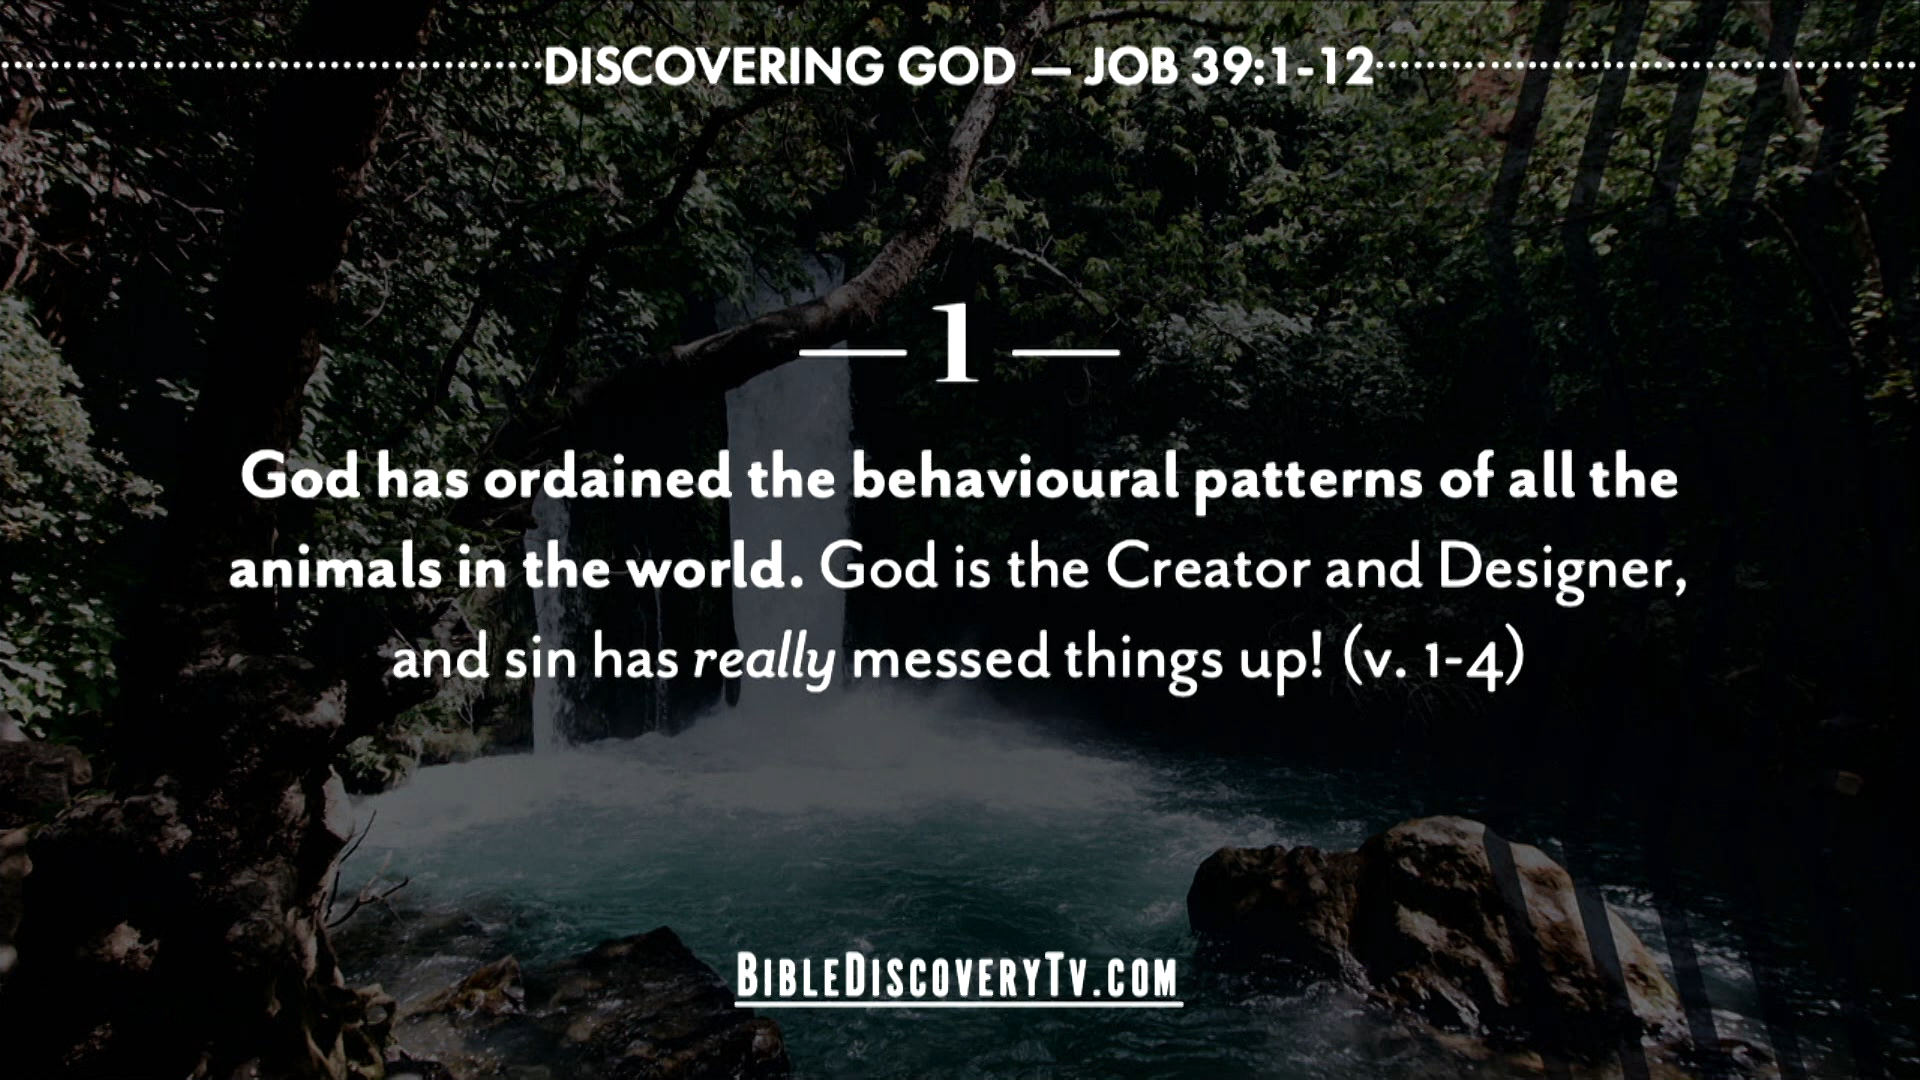 DISCOVERING GOD — JOB 39:1-12
— 1 —
God has ordained the behavioural patterns of all the
animals in the world. God is the Creator and Designer,
and sin has really messed things up! (v. 1-4)
BIBLEDISCOVERYTV.COM